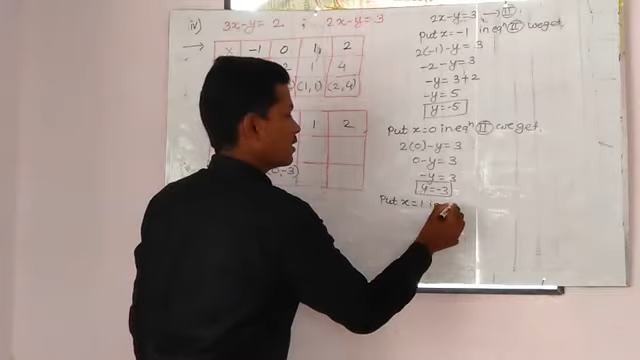 iv) 3x-y= 2 ; 2x-y= 3
→ x -1 0 1 2
2 1 4
(1,1) (2,4)
1 2
0,-3)
2x-y=3 → II
Put x=-1 in eqⁿ II we get.
2(-1)-y= 3
-2-y=3
-y=3+2
-y= 5
y=-5
Put x=0 in eqⁿ II we get.
2(0)-y=3
0-y= 3
-y= 3
y=-3
Put x=1 i